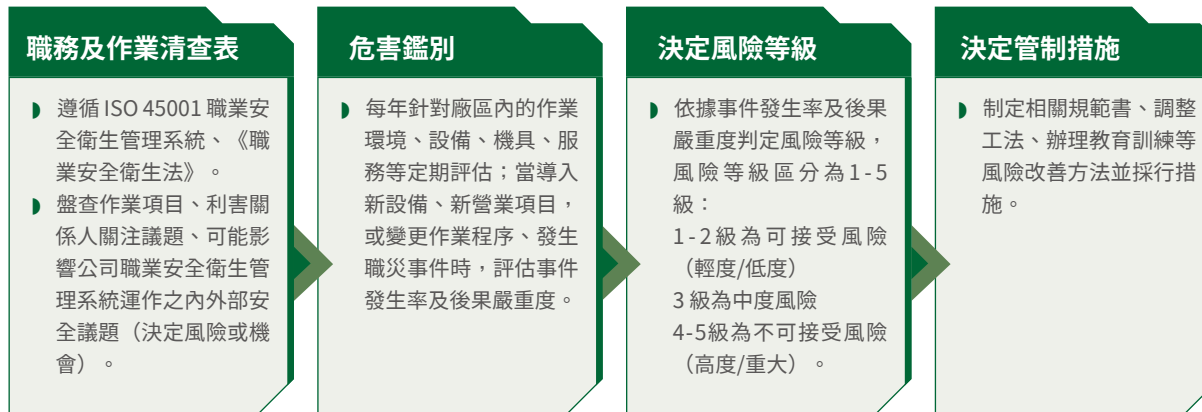 職務及作業清查表
遵循 ISO 45001 職業安
全衛生管理系統、《職
業安全衛生法》。
盤查作業項目、利害關
係人關注議題、可能影
響公司職業安全衛生管
理系統運作之內外部安
全議題（決定風險或機
會）。
危害鑑別
每年針對廠區內的作業
環境、設備、機具、服
務等定期評估；當導入
新設備、新營業項目，
或變更作業程序、發生
職災事件時，評估事件
發生率及後果嚴重度。
決定風險等級
依據事件發生率及後果
嚴重度判定風險等級，
風險等級區分為1-5
級：
1-2級為可接受風險
（輕度/低度）
3 級為中度風險
4-5級為不可接受風險
（高度/重大）。
決定管制措施
制定相關規範書、調整
工法、辦理教育訓練等
風險改善方法並採行措
施。